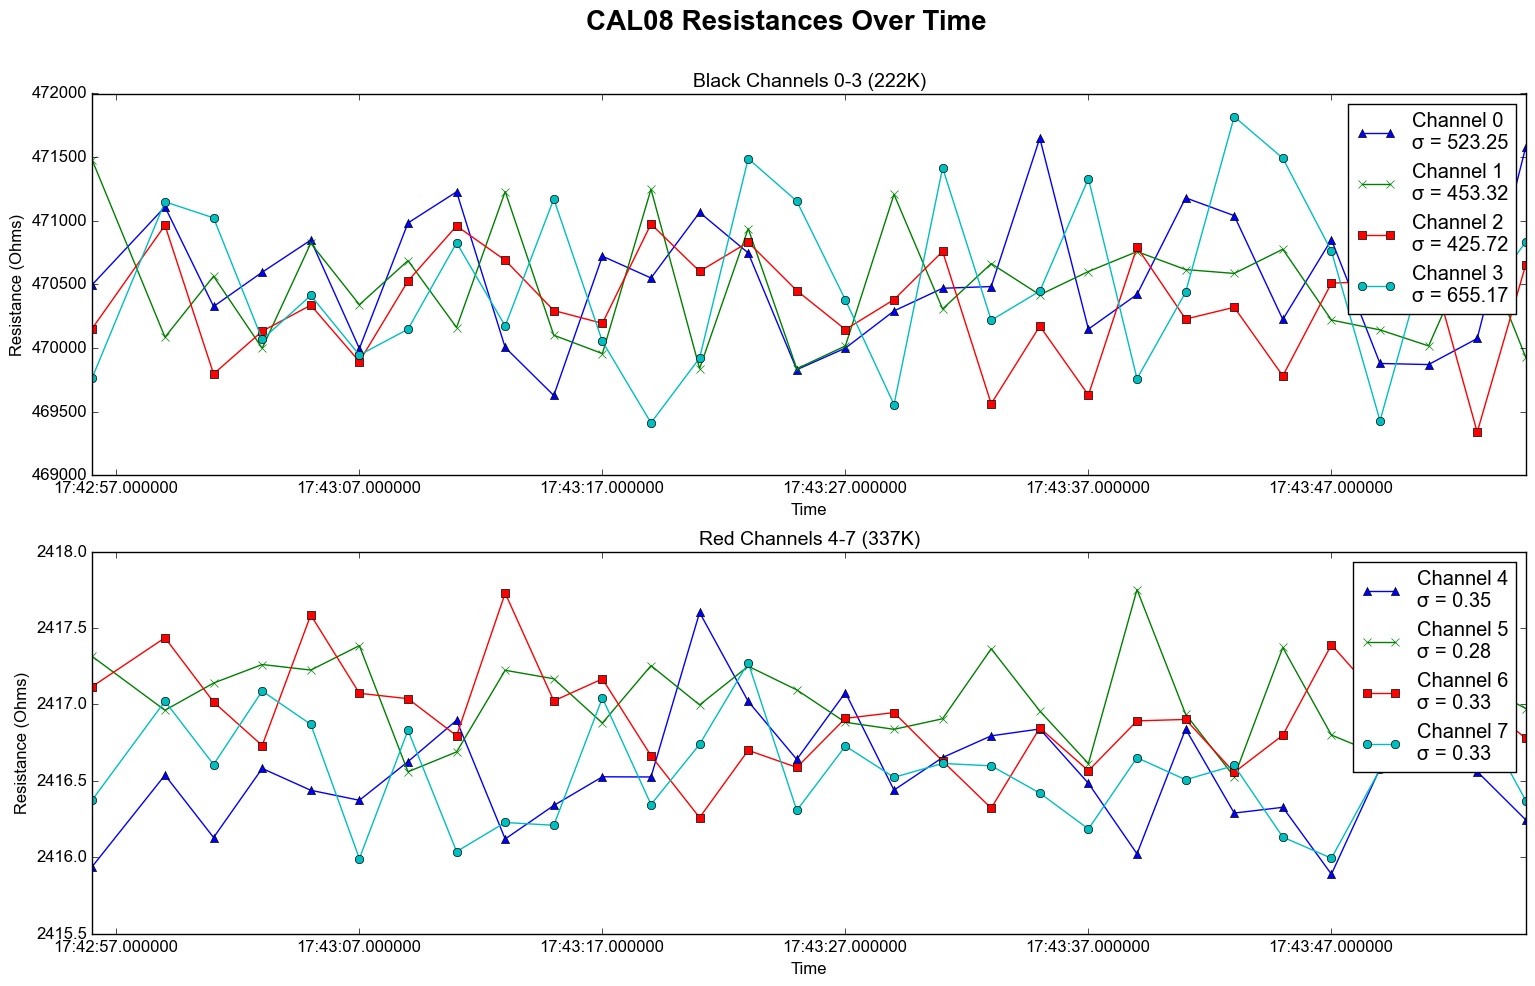 CAL08 Resistances Over Time
Black Channels 0-3 (222K)
472000
471500
471000
470500
470000
469500
469000
Resistance (Ohms)
Channel 0
σ = 523.25
Channel 1
σ = 453.32
Channel 2
σ = 425.72
Channel 3
σ = 655.17
17:42:57.000000 17:43:07.000000 17:43:17.000000 17:43:27.000000 17:43:37.000000 17:43:47.000000
Time
Red Channels 4-7 (337K)
2418.0
2417.5
2417.0
2416.5
2416.0
2415.5
Resistance (Ohms)
Channel 4
σ = 0.35
Channel 5
σ = 0.28
Channel 6
σ = 0.33
Channel 7
σ = 0.33
17:42:57.000000 17:43:07.000000 17:43:17.000000 17:43:27.000000 17:43:37.000000 17:43:47.000000
Time